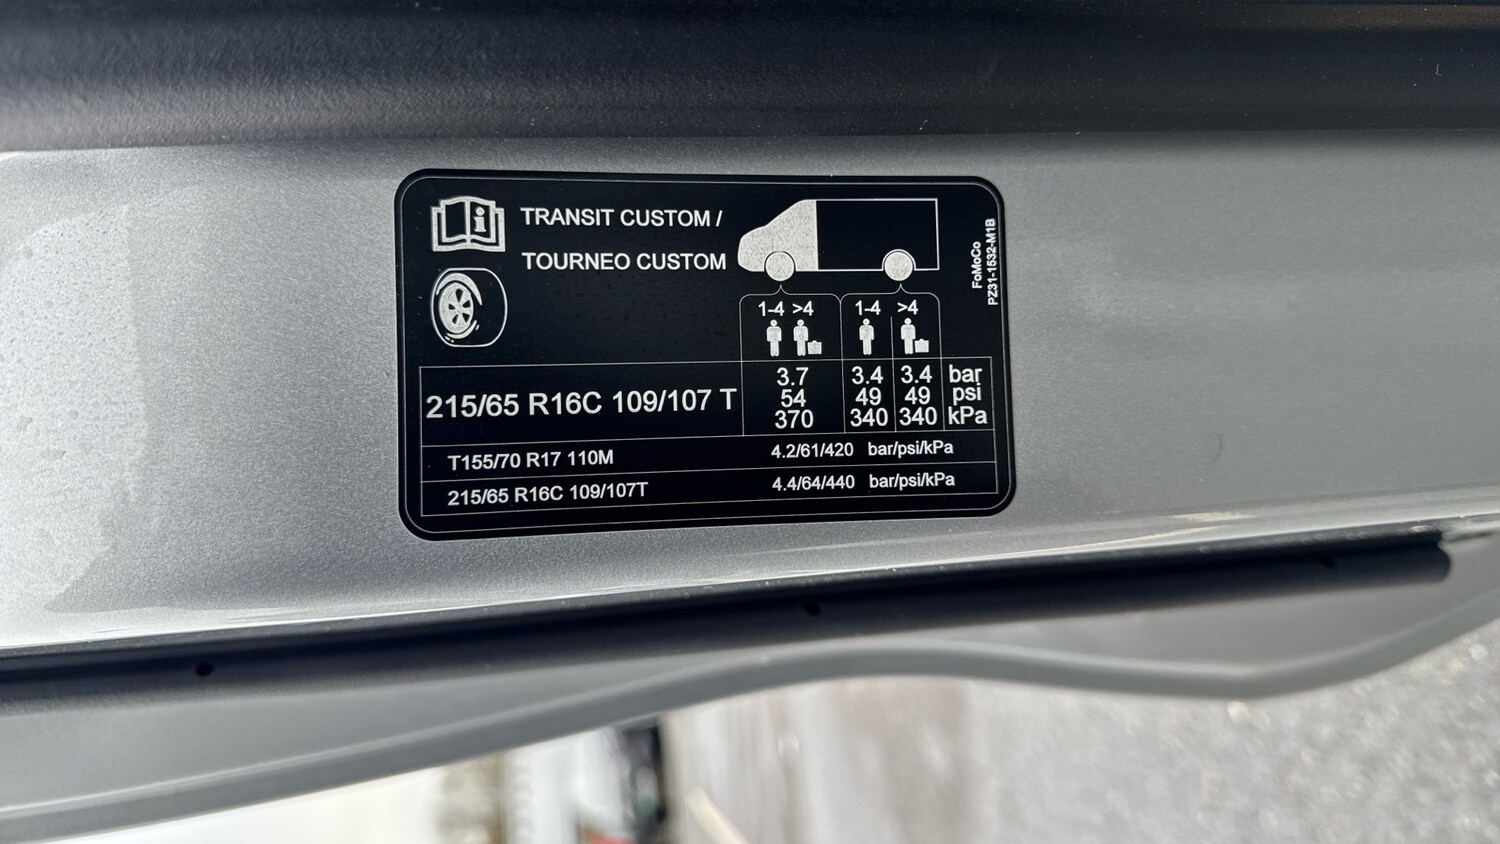 TRANSIT CUSTOM /
TOURNEO CUSTOM
FoMoCo
PZ31-1532-M1B
1-4 >4 1-4 >4
215/65 R16C 109/107 T
3.7 3.4 3.4 bar
54 49 49 psi
370 340 340 kPa
T155/70 R17 110M 4.2/61/420 bar/psi/kPa
215/65 R16C 109/107T 4.4/64/440 bar/psi/kPa